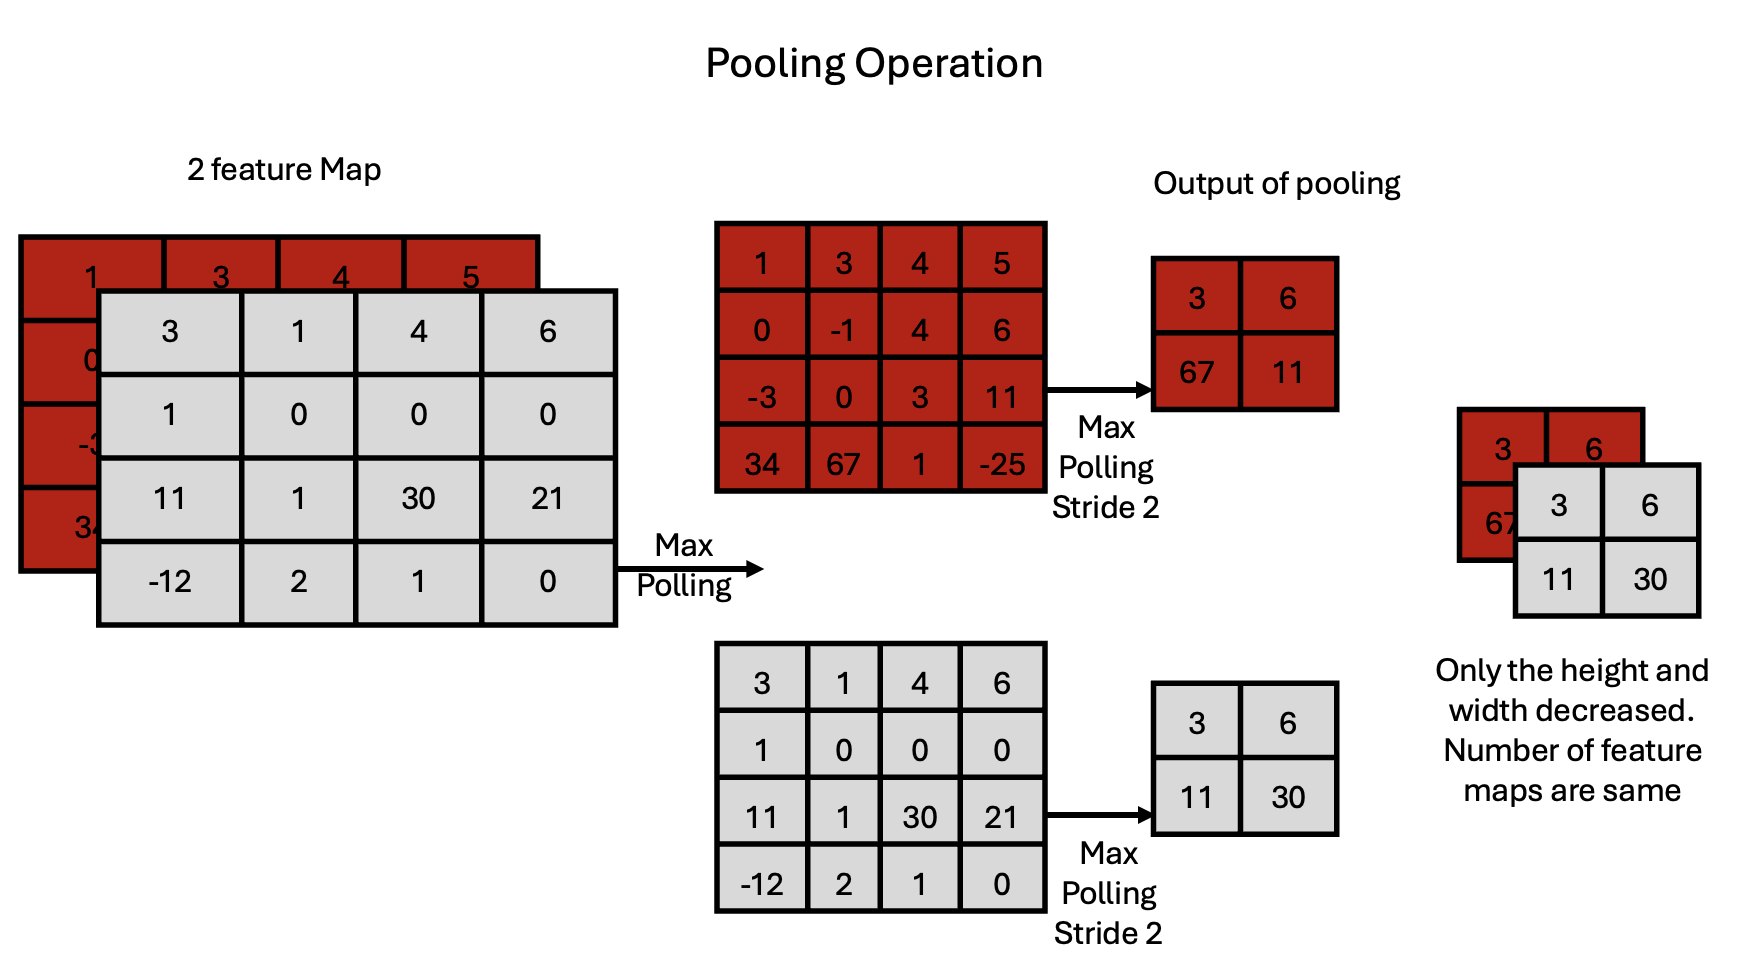 Pooling Operation
2 feature Map
1 3 4 5
0
-3
34
3 1 4 6
1 0 0 0
11 1 30 21
-12 2 1 0
Max
Polling
1 3 4 5
0 -1 4 6
-3 0 3 11
34 67 1 -25
Max
Polling
Stride 2
Output of pooling
3 6
67 11
3 1 4 6
1 0 0 0
11 1 30 21
-12 2 1 0
Max
Polling
Stride 2
3 6
11 30
3 6
67
3 6
11 30
Only the height and
width decreased.
Number of feature
maps are same